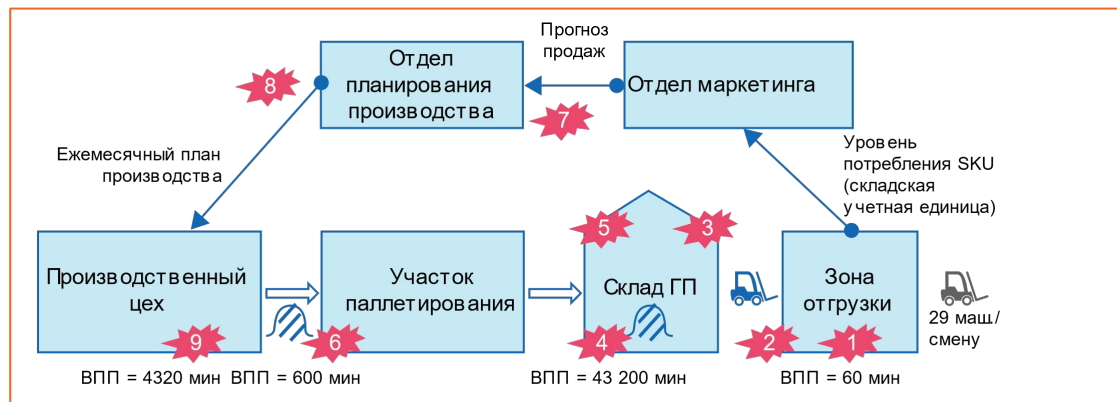 Прогноз
продаж
Отдел
планирования
производства
Отдел маркетинга
8
7
Ежемесячный план
производства
Уровень
потребления SKU
(складская
учетная единица)
Производственный
цех
Участок
паллетирования
5
3
Склад ГП
Зона
отгрузки
29 маш./
смену
9
6
4
2
1
ВПП = 4320 мин
ВПП = 600 мин
ВПП = 43 200 мин
ВПП = 60 мин